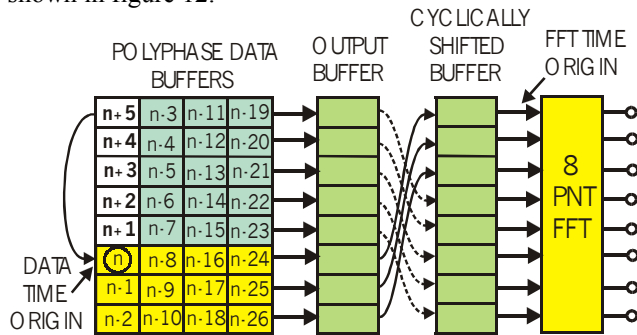 shown in figure 12.
CYCLICALLY
POLYPHASE DATA OUTPUT SHIFTED FFT TIME
BUFFERS BUFFER BUFFER ORIGIN
n+5 n-3 n-11 n-19
n+4 n-4 n-12 n-20
n+3 n-5 n-13 n-21
n+2 n-6 n-14 n-22
n+1 n-7 n-15 n-23
n n-8 n-16 n-24
n-1 n-9 n-17 n-25
n-2 n-10 n-18 n-26
DATA
TIME
ORIGIN
8
PNT
FFT